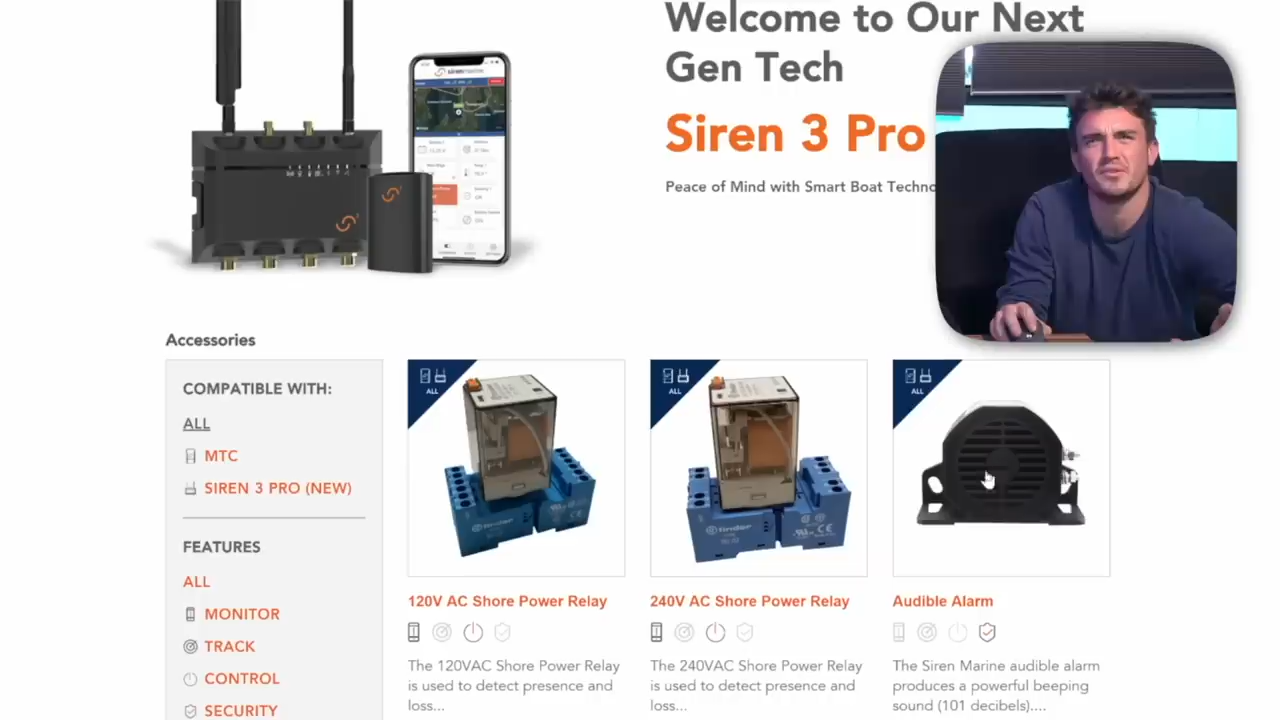 Welcome to Our Next
Gen Tech
Siren 3 Pro
Peace of Mind with Smart Boat Techno
sirenmarine
Accessories
COMPATIBLE WITH:
ALL
MTC
SIREN 3 PRO (NEW)
FEATURES
ALL
MONITOR
TRACK
CONTROL
SECURITY
ALL
finder
120V AC Shore Power Relay
The 120VAC Shore Power Relay
is used to detect presence and
loss...
ALL
finder
240V AC Shore Power Relay
The 240VAC Shore Power Relay
is used to detect presence and
loss...
ALL
Audible Alarm
The Siren Marine audible alarm
produces a powerful beeping
sound (101 decibels)....